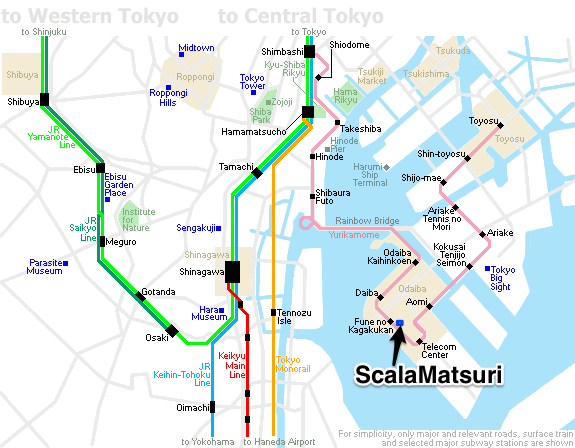 to Western Tokyo
to Central Tokyo
to Shinjuku
to Tokyo
Shiodome
Shimbashi
Midtown
Kyu-Shiba
Rikyu
Tsukuda
Shibuya
Roppongi
Tokyo
Tower
Tsukiji
Market
Tsukishima
Roppongi
Hills
Zojoji
Hama
Rikyu
Shibuya
Shiba
Park
Toyosu
JR
Yamanote
Line
Hamamatsucho
Takeshiba
Toyosu
Hinode
Pier
Hinode
Shin-toyosu
Ebisu
Tamachi
Harumi
Ship
Terminal
Shijo-mae
Ebisu
Garden
Place
Shibaura
Futo
Institute
for
Nature
Ariake
Tennis no
Mori
JR
Saikyo
Line
Sengakuji
Rainbow Bridge
Yurikamome
Ariake
Meguro
Shinagawa
Odaiba
Kaihinkoen
Kokusai
Tenjijo
Seimon
Parasite
Museum
Shinagawa
Tokyo
Big
Sight
Gotanda
Daiba
Odaiba
Aomi
Hara
Museum
Tennozu
Isle
Fune no
Kagakukan
Osaki
Telecom
Center
JR
Keihin-Tohoku
Line
Keikyu
Main
Line
Tokyo
Monorail
ScalaMatsuri
Oimachi
to Yokohama
to Haneda Airport
For simplicity, only major and relevant roads, surface train
and selected major subway stations are shown